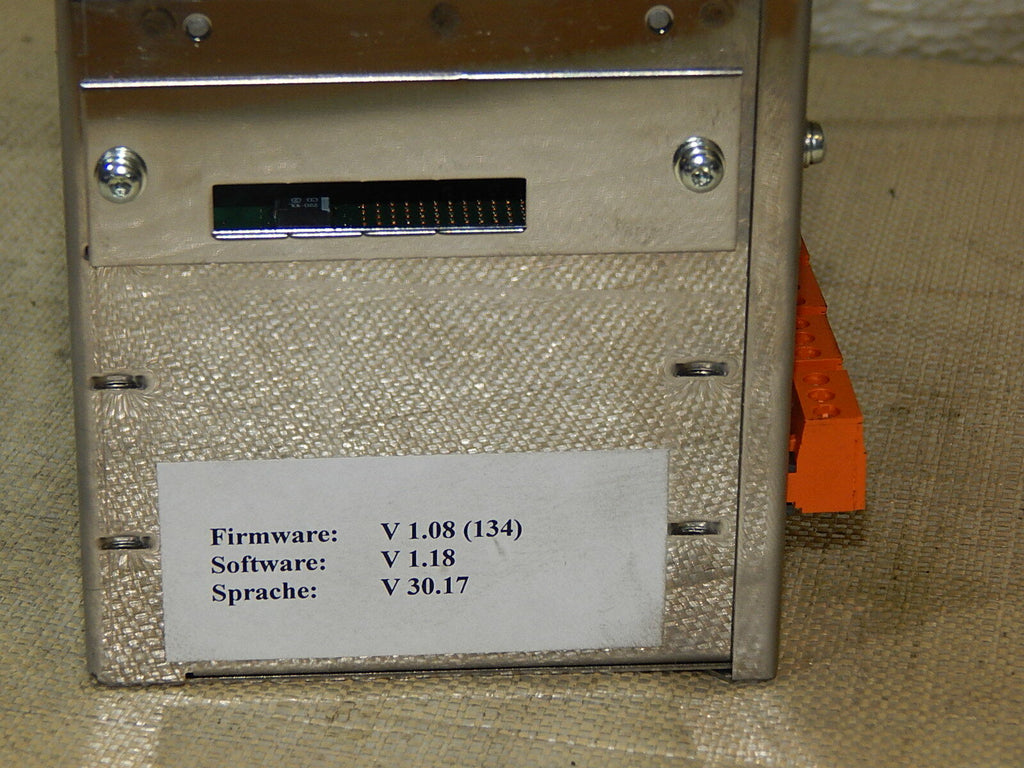 Firmware: V 1.08 (134)
Software: V 1.18
Sprache: V 30.17